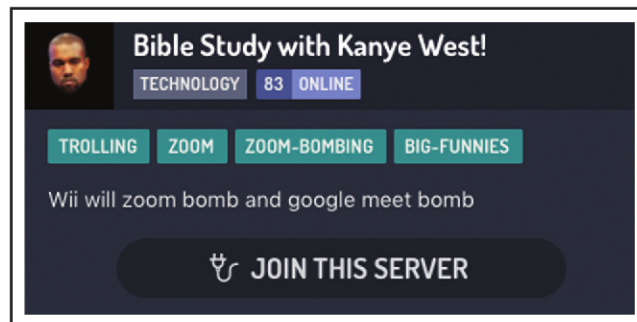 Bible Study with Kanye West!
TECHNOLOGY 83 ONLINE
TROLLING ZOOM ZOOM-BOMBING BIG-FUNNIES
Wii will zoom bomb and google meet bomb
JOIN THIS SERVER